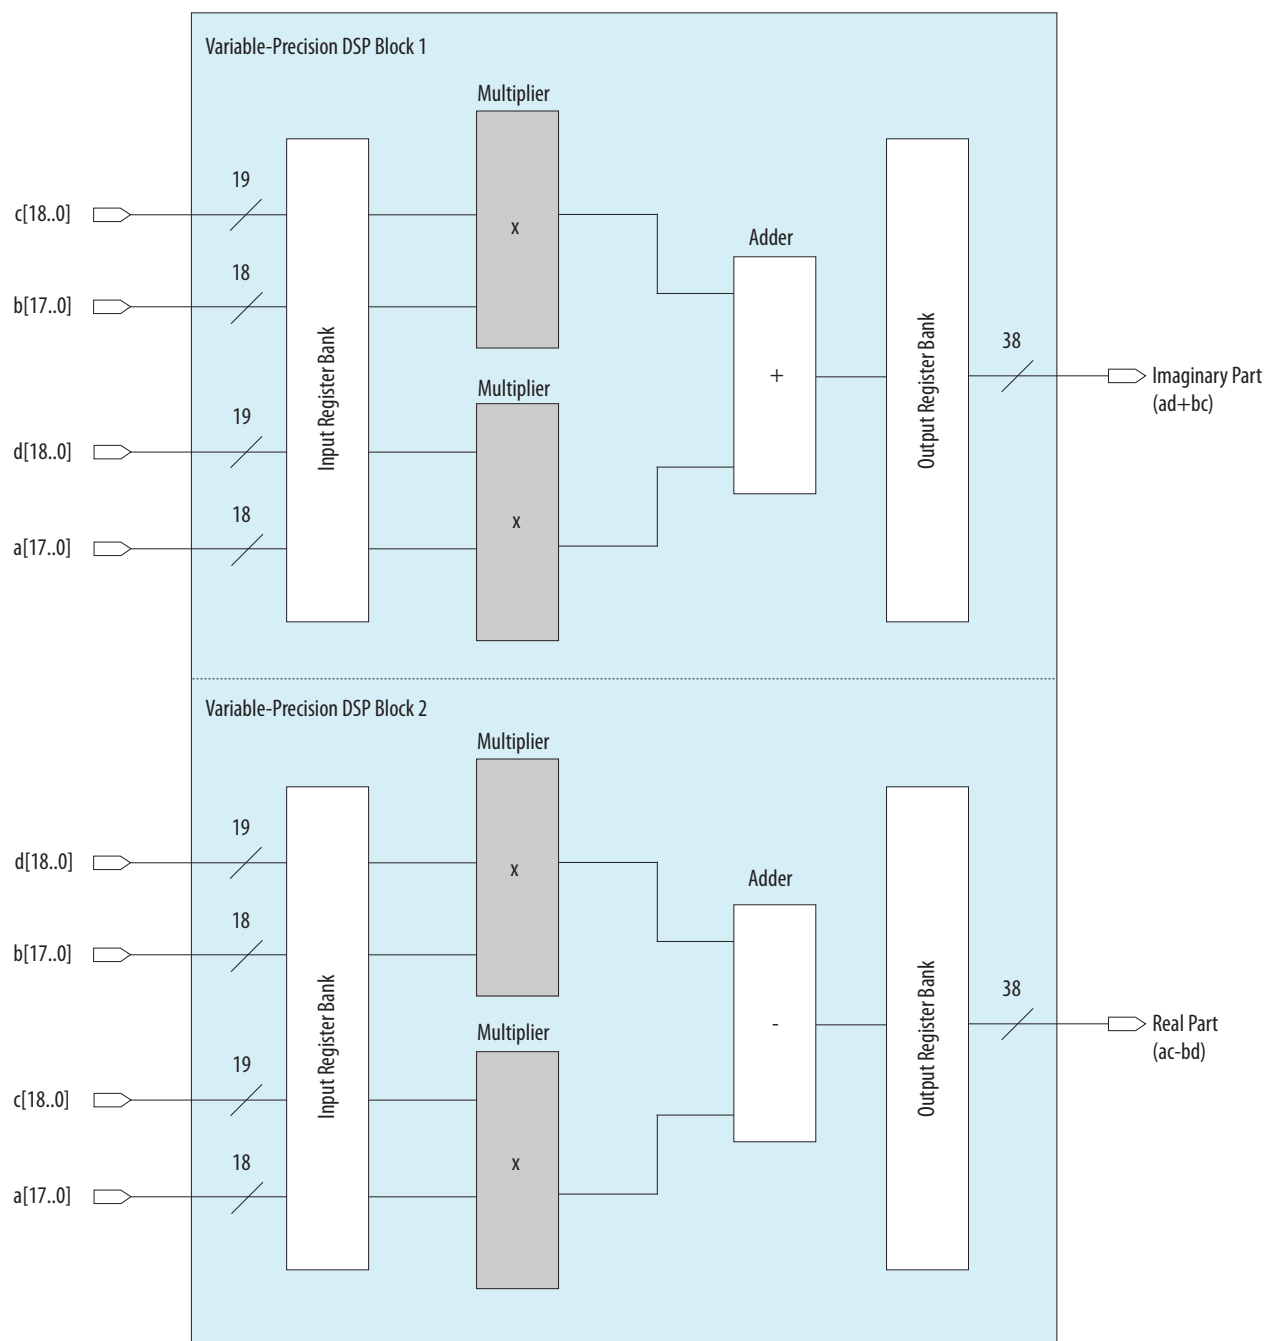 Variable-Precision DSP Block 1
Multiplier
19
c[18..0]
x
18
b[17..0]
Adder
Input Register Bank
Output Register Bank
+
38
Imaginary Part
(ad+bc)
Multiplier
19
d[18..0]
x
18
a[17..0]
Variable-Precision DSP Block 2
Multiplier
19
d[18..0]
x
18
b[17..0]
Adder
Input Register Bank
Output Register Bank
-
38
Real Part
(ac-bd)
Multiplier
19
c[18..0]
x
18
a[17..0]